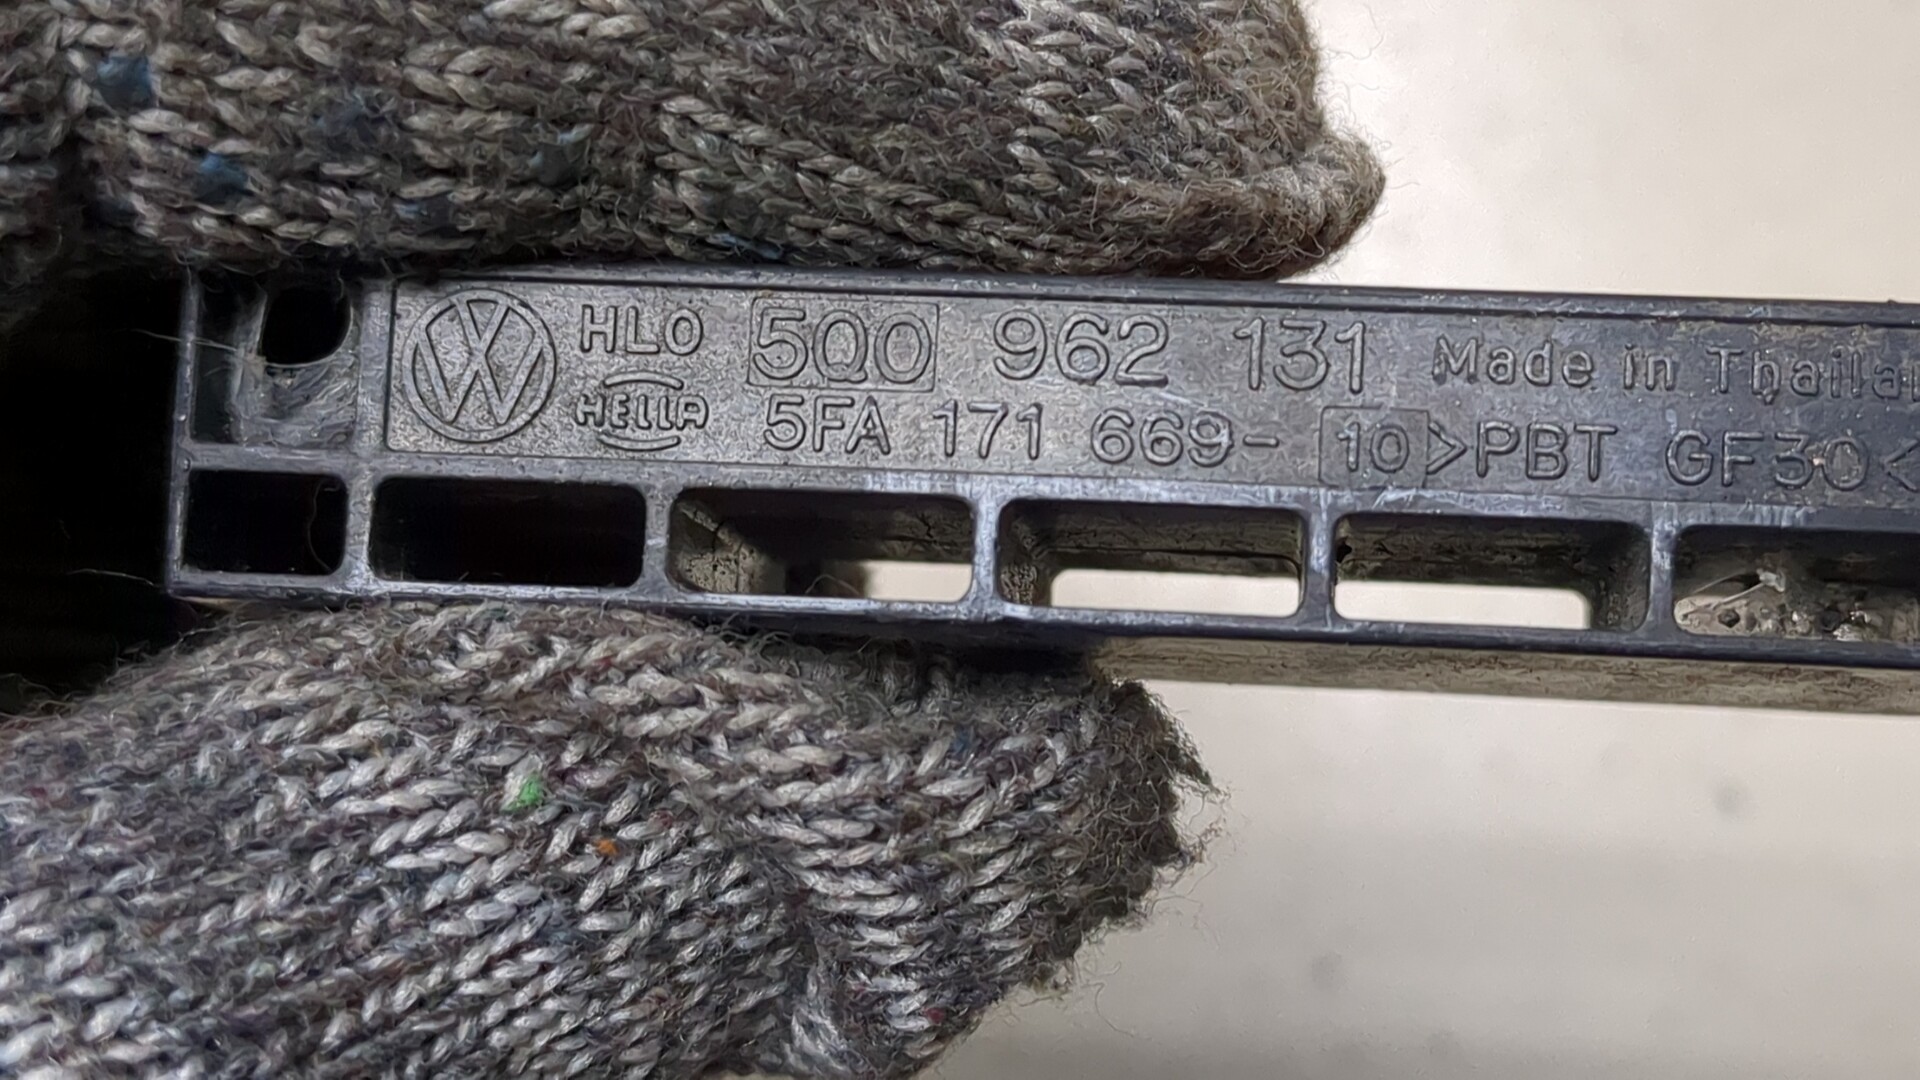 HLO 5Q0 962 131 Made in Thailan
HELLA 5FA 171 669- 10 >PBT GF30<